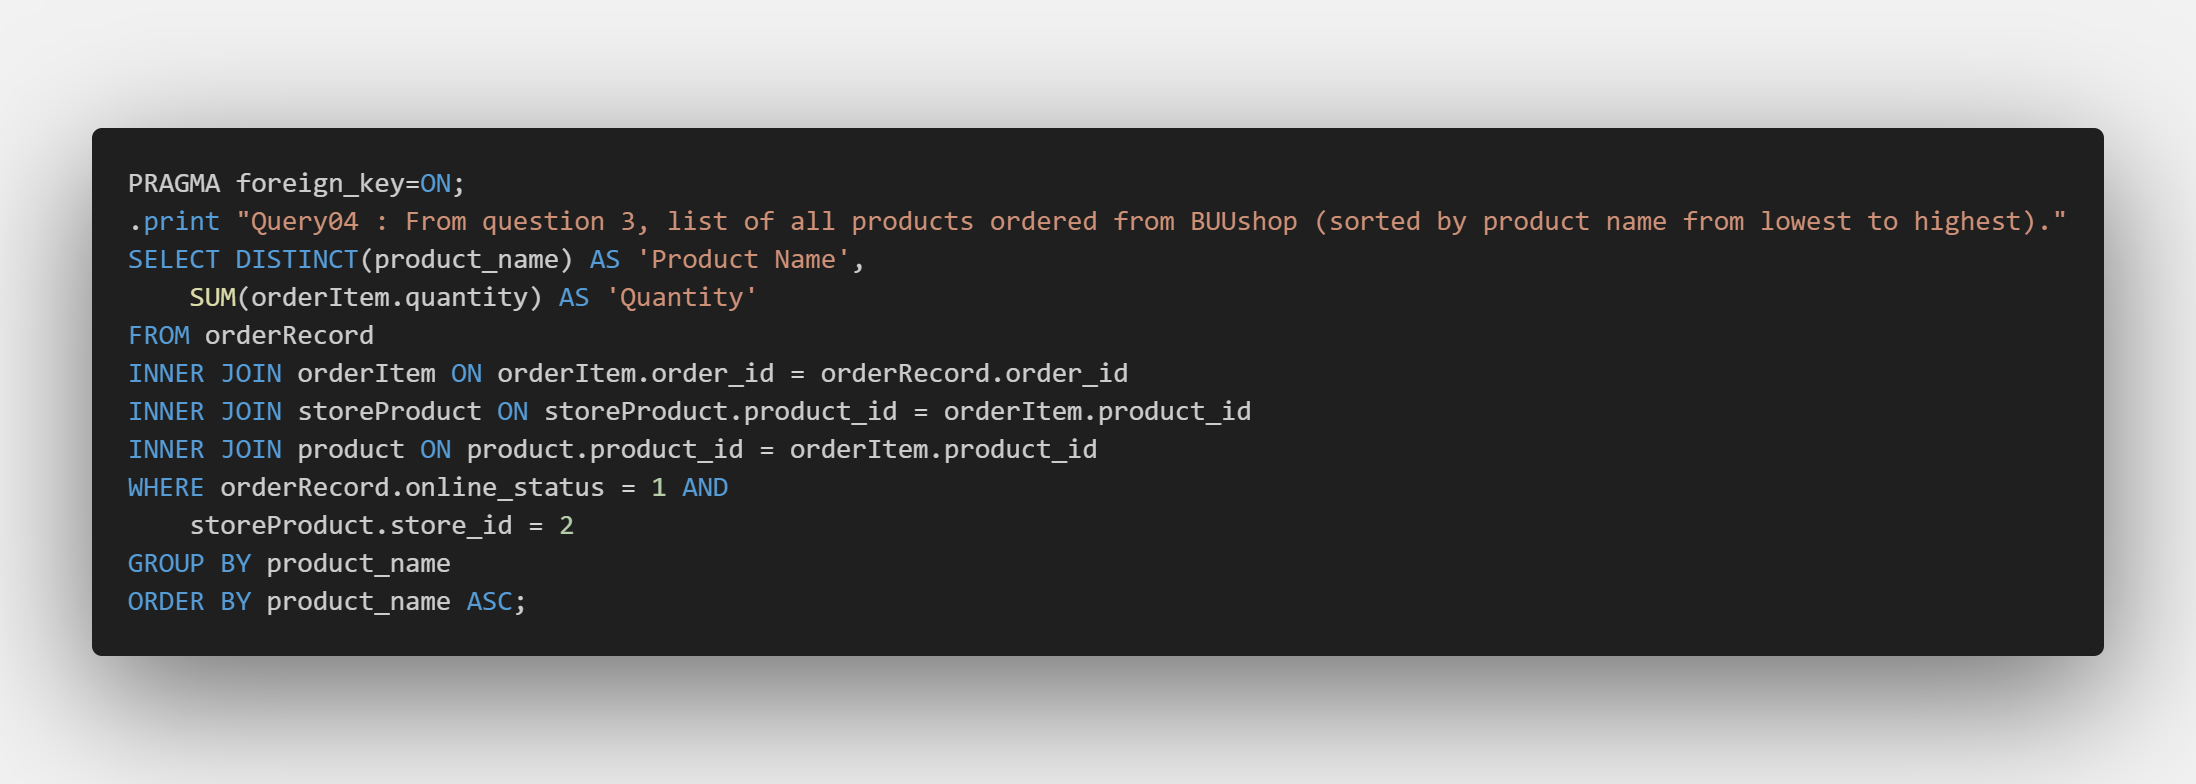 PRAGMA foreign_key=ON;
.print "Query04 : From question 3, list of all products ordered from BUUshop (sorted by product name from lowest to highest)."
SELECT DISTINCT(product_name) AS 'Product Name',
    SUM(orderItem.quantity) AS 'Quantity'
FROM orderRecord
INNER JOIN orderItem ON orderItem.order_id = orderRecord.order_id
INNER JOIN storeProduct ON storeProduct.product_id = orderItem.product_id
INNER JOIN product ON product.product_id = orderItem.product_id
WHERE orderRecord.online_status = 1 AND
    storeProduct.store_id = 2
GROUP BY product_name
ORDER BY product_name ASC;